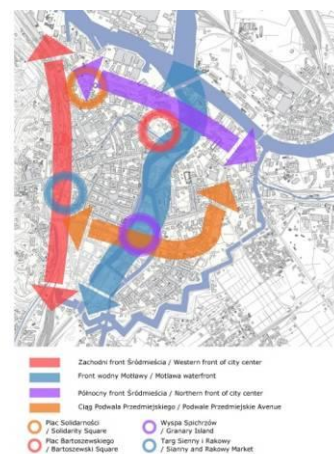 Zachodni front Śródmieścia / Western front of city center
Front wodny Motławy / Motlawa waterfront
Północny front Śródmieścia / Northern front of city center
Ciąg Podwala Przedmiejskiego / Podwale Przedmiejskie Avenue
Plac Solidarności
/ Solidarity Square
Wyspa Spichrzów
/ Granary Island
Plac Bartoszewskiego
/ Bartoszewski Square
Targ Sienny i Rakowy
/ Sianny and Rakowy Market